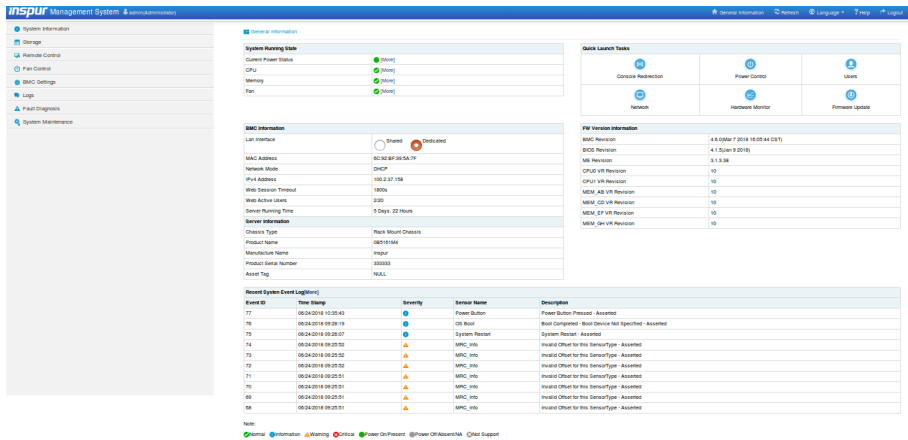 inspur Management System admin(Administrator) General Information Refresh Language Help Logout
System Information
Storage
Remote Control
Fan Control
BMC Settings
Logs
Fault Diagnosis
System Maintenance
General Information
System Running State
Current Power Status [More]
CPU [More]
Memory [More]
Fan [More]
Quick Launch Tasks
Console Redirection Power Control Users
Network Hardware Monitor Firmware Update
BMC Information
Lan Interface Shared Dedicated
MAC Address 6C:92:BF:39:5A:7F
Network Mode DHCP
IPv4 Address 100.2.37.158
Web Session Timeout 1800s
Web Active Users 2/20
Server Running Time 5 Days, 22 Hours
Server Information
Chassis Type Rack Mount Chassis
Product Name 0B5161M4
Manufacture Name Inspur
Product Serial Number 333333
Asset Tag NULL
FW Version Information
BMC Revision 4.6.0(Mar 7 2018 16:05:44 CST)
BIOS Revision 4.1.5(Jan 9 2018)
ME Revision 3.1.3.38
CPU0 VR Revision 10
CPU1 VR Revision 10
MEM_AB VR Revision 10
MEM_CD VR Revision 10
MEM_EF VR Revision 10
MEM_GH VR Revision 10
Recent System Event Log[More]
Event ID Time Stamp Severity Sensor Name Description
77 06/24/2018 10:35:43 Power Button Power Button Pressed - Asserted
76 06/24/2018 09:28:19 OS Boot Boot Completed - Boot Device Not Specified - Asserted
75 06/24/2018 09:26:07 System Restart System Restart - Asserted
74 06/24/2018 09:25:52 MRC_Info Invalid Offset for this SensorType - Asserted
73 06/24/2018 09:25:52 MRC_Info Invalid Offset for this SensorType - Asserted
72 06/24/2018 09:25:52 MRC_Info Invalid Offset for this SensorType - Asserted
71 06/24/2018 09:25:51 MRC_Info Invalid Offset for this SensorType - Asserted
70 06/24/2018 09:25:51 MRC_Info Invalid Offset for this SensorType - Asserted
69 06/24/2018 09:25:51 MRC_Info Invalid Offset for this SensorType - Asserted
68 06/24/2018 09:25:51 MRC_Info Invalid Offset for this SensorType - Asserted
Note:
Normal Information Warning Critical Power On/Present Power Off/Absent/NA Not Support